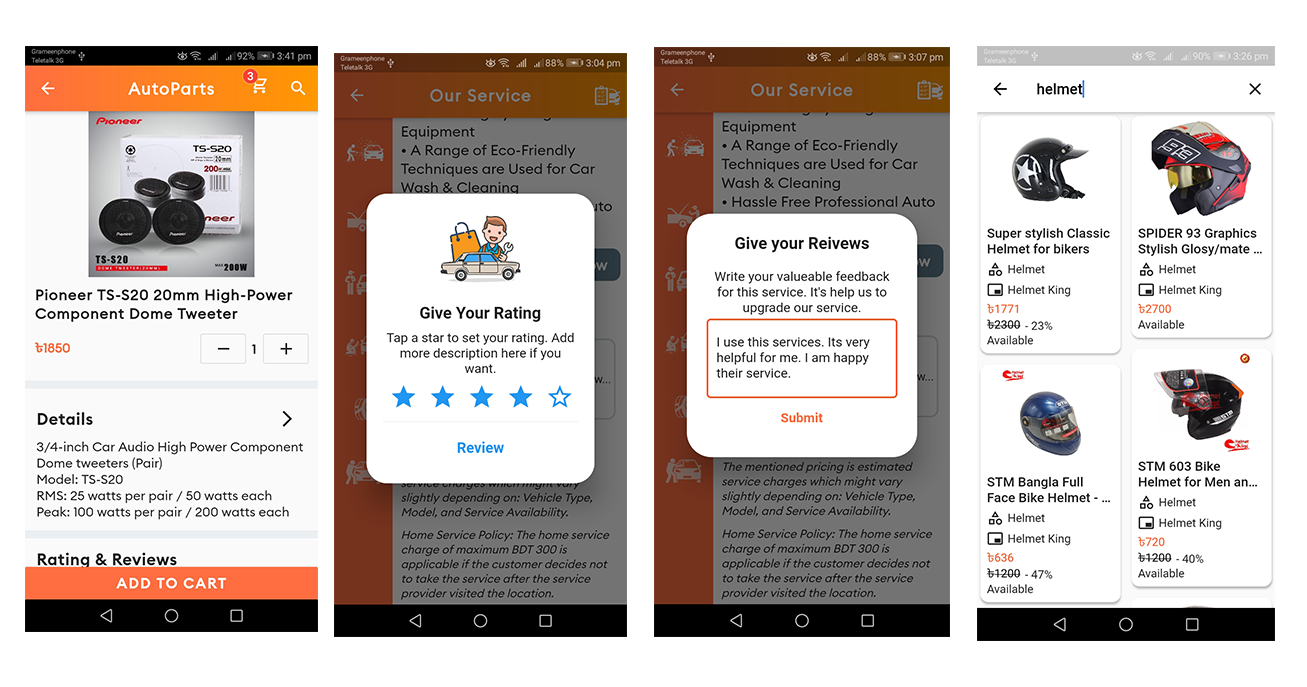 Grameenphone
Teletalk 3G
92%
3:41 pm
AutoParts
3
Pioneer
TS-S20
20mm
200
Pioneer
TS-S20
DOME TWEETER(20MM)
MAX 200W
Pioneer TS-S20 20mm High-Power
Component Dome Tweeter
৳1850
1
Details
3/4-inch Car Audio High Power Component
Dome tweeters (Pair)
Model: TS-S20
RMS: 25 watts per pair / 50 watts each
Peak: 100 watts per pair / 200 watts each
Rating & Reviews
ADD TO CART
Grameenphone
Teletalk 3G
88%
3:04 pm
Our Service
Equipment
• A Range of Eco-Friendly
Techniques are Used for Car
Wash & Cleaning
uto
ow
Give Your Rating
Tap a star to set your rating. Add
more description here if you
want.
w...
Review
service charges which might vary
slightly depending on: Vehicle Type,
Model, and Service Availability.
Home Service Policy: The home service
charge of maximum BDT 300 is
applicable if the customer decides not
to take the service after the service
provider visited the location.
Grameenphone
Teletalk 3G
88%
3:07 pm
Our Service
Equipment
• A Range of Eco-Friendly
Techniques are Used for Car
Wash & Cleaning
• Hassle Free Professional Auto
ow
Give your Reivews
Write your valueable feedback
for this service. It's help us to
upgrade our service.
I use this services. Its very
helpful for me. I am happy
their service.
w...
Submit
The mentioned pricing is estimated
service charges which might vary
slightly depending on: Vehicle Type,
Model, and Service Availability.
Home Service Policy: The home service
charge of maximum BDT 300 is
applicable if the customer decides not
to take the service after the service
provider visited the location.
Grameenphone
Teletalk 3G
90%
3:26 pm
helmet
Super stylish Classic
Helmet for bikers
Helmet
Helmet King
৳1771
৳2300 - 23%
Available
93
SPIDER 93 Graphics
Stylish Glosy/mate ...
Helmet
Helmet King
৳2700
Available
STM Bangla Full
Face Bike Helmet - ...
Helmet
Helmet King
৳636
৳1200 - 47%
Available
STM
Helmet
King
STM 603 Bike
Helmet for Men an...
Helmet
Helmet King
৳720
৳1200 - 40%
Available